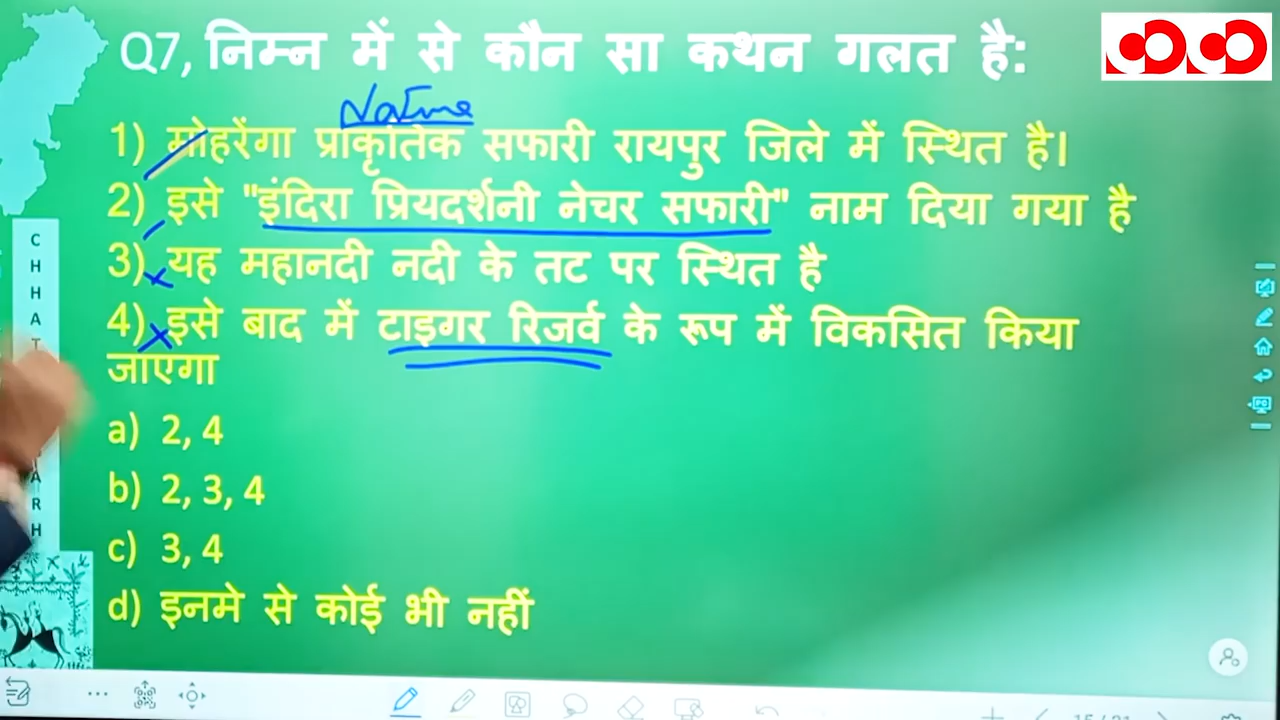 Q7, निम्न में से कौन सा कथन गलत है:
Nature
1) मोहरेंगा प्राकृतिक सफारी रायपुर जिले में स्थित है।
2) इसे "इंदिरा प्रियदर्शनी नेचर सफारी" नाम दिया गया है
3) यह महानदी नदी के तट पर स्थित है
4) इसे बाद में टाइगर रिजर्व के रूप में विकसित किया
जाएगा
a) 2, 4
b) 2, 3, 4
c) 3, 4
d) इनमे से कोई भी नहीं
C
H
H
A
T
A
R
H